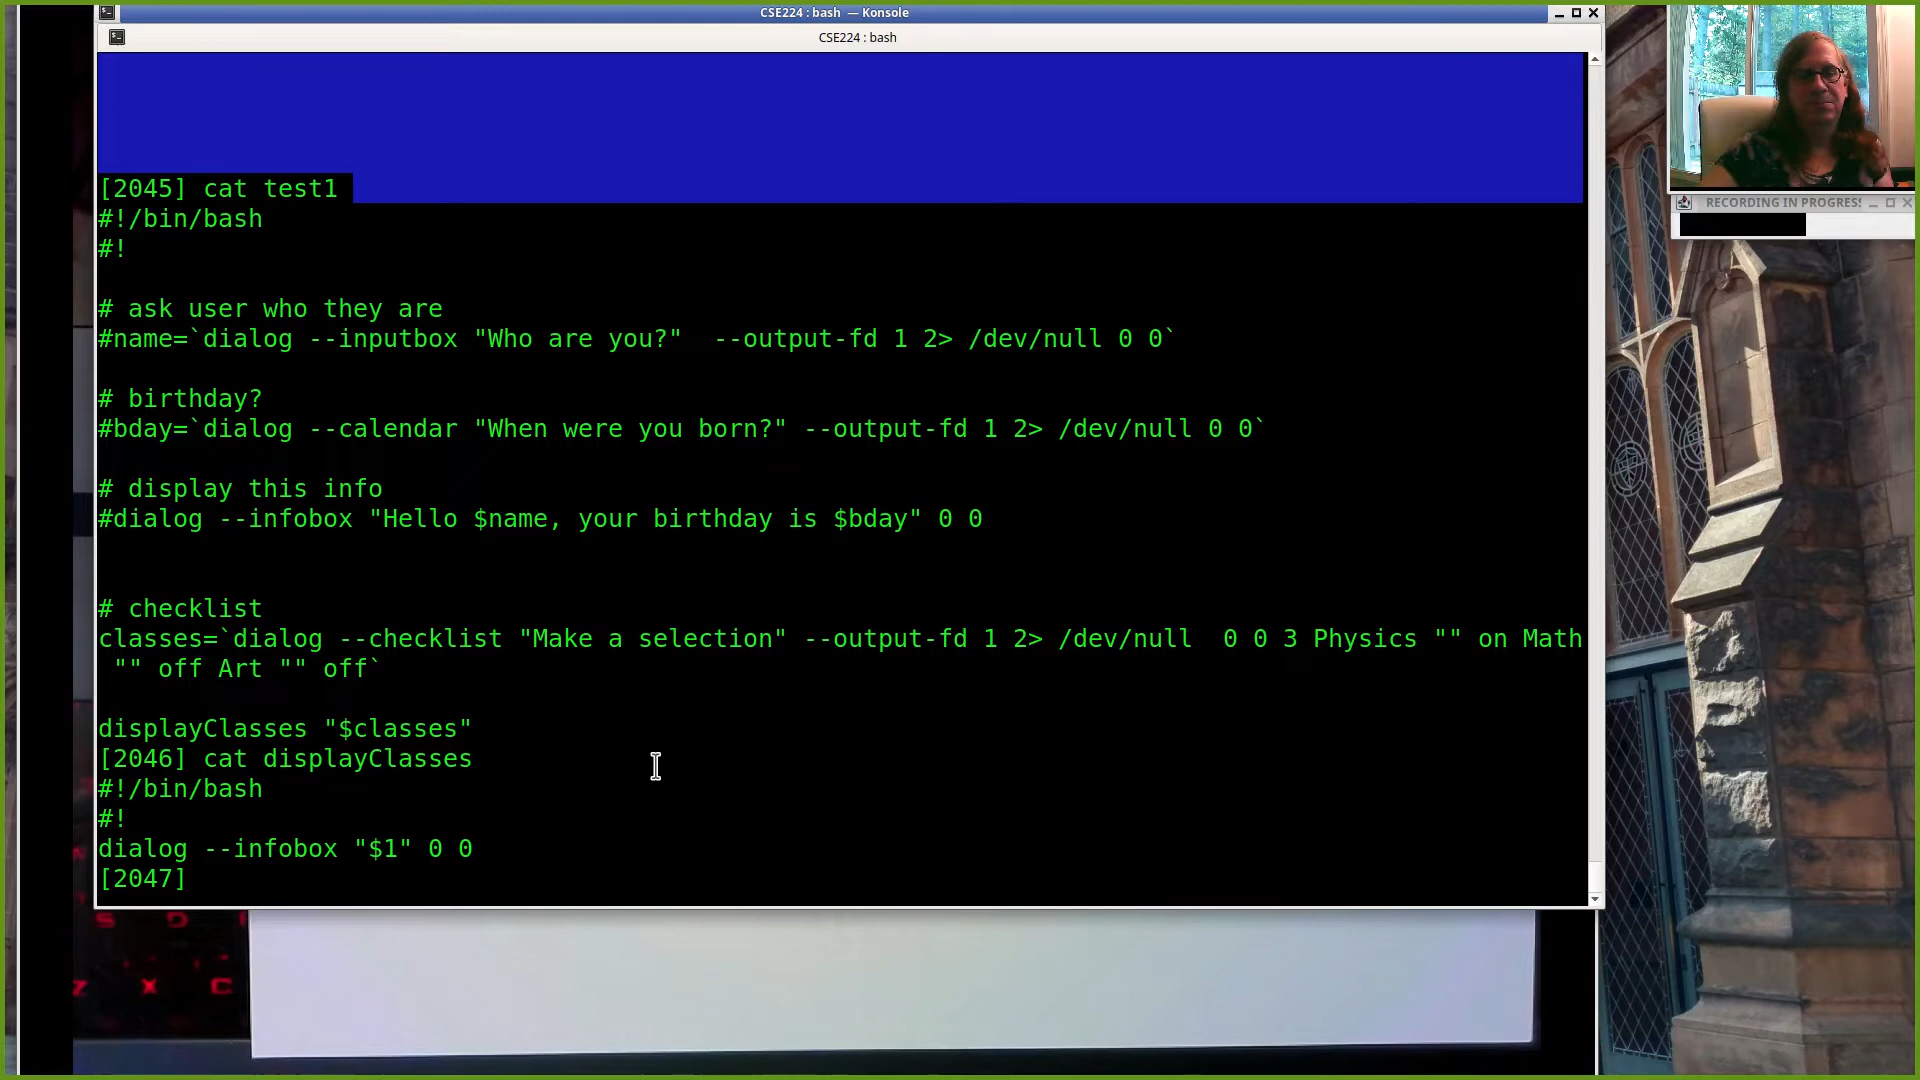 CSE224 : bash — Konsole
CSE224 : bash
[2045] cat test1
#!/bin/bash
#!
# ask user who they are
#name=`dialog --inputbox "Who are you?"  --output-fd 1 2> /dev/null 0 0`
# birthday?
#bday=`dialog --calendar "When were you born?" --output-fd 1 2> /dev/null 0 0`
# display this info
#dialog --infobox "Hello $name, your birthday is $bday" 0 0
# checklist
classes=`dialog --checklist "Make a selection" --output-fd 1 2> /dev/null  0 0 3 Physics "" on Math
 "" off Art "" off`
displayClasses "$classes"
[2046] cat displayClasses
#!/bin/bash
#!
dialog --infobox "$1" 0 0
[2047]
RECORDING IN PROGRESS
S D
Z X C